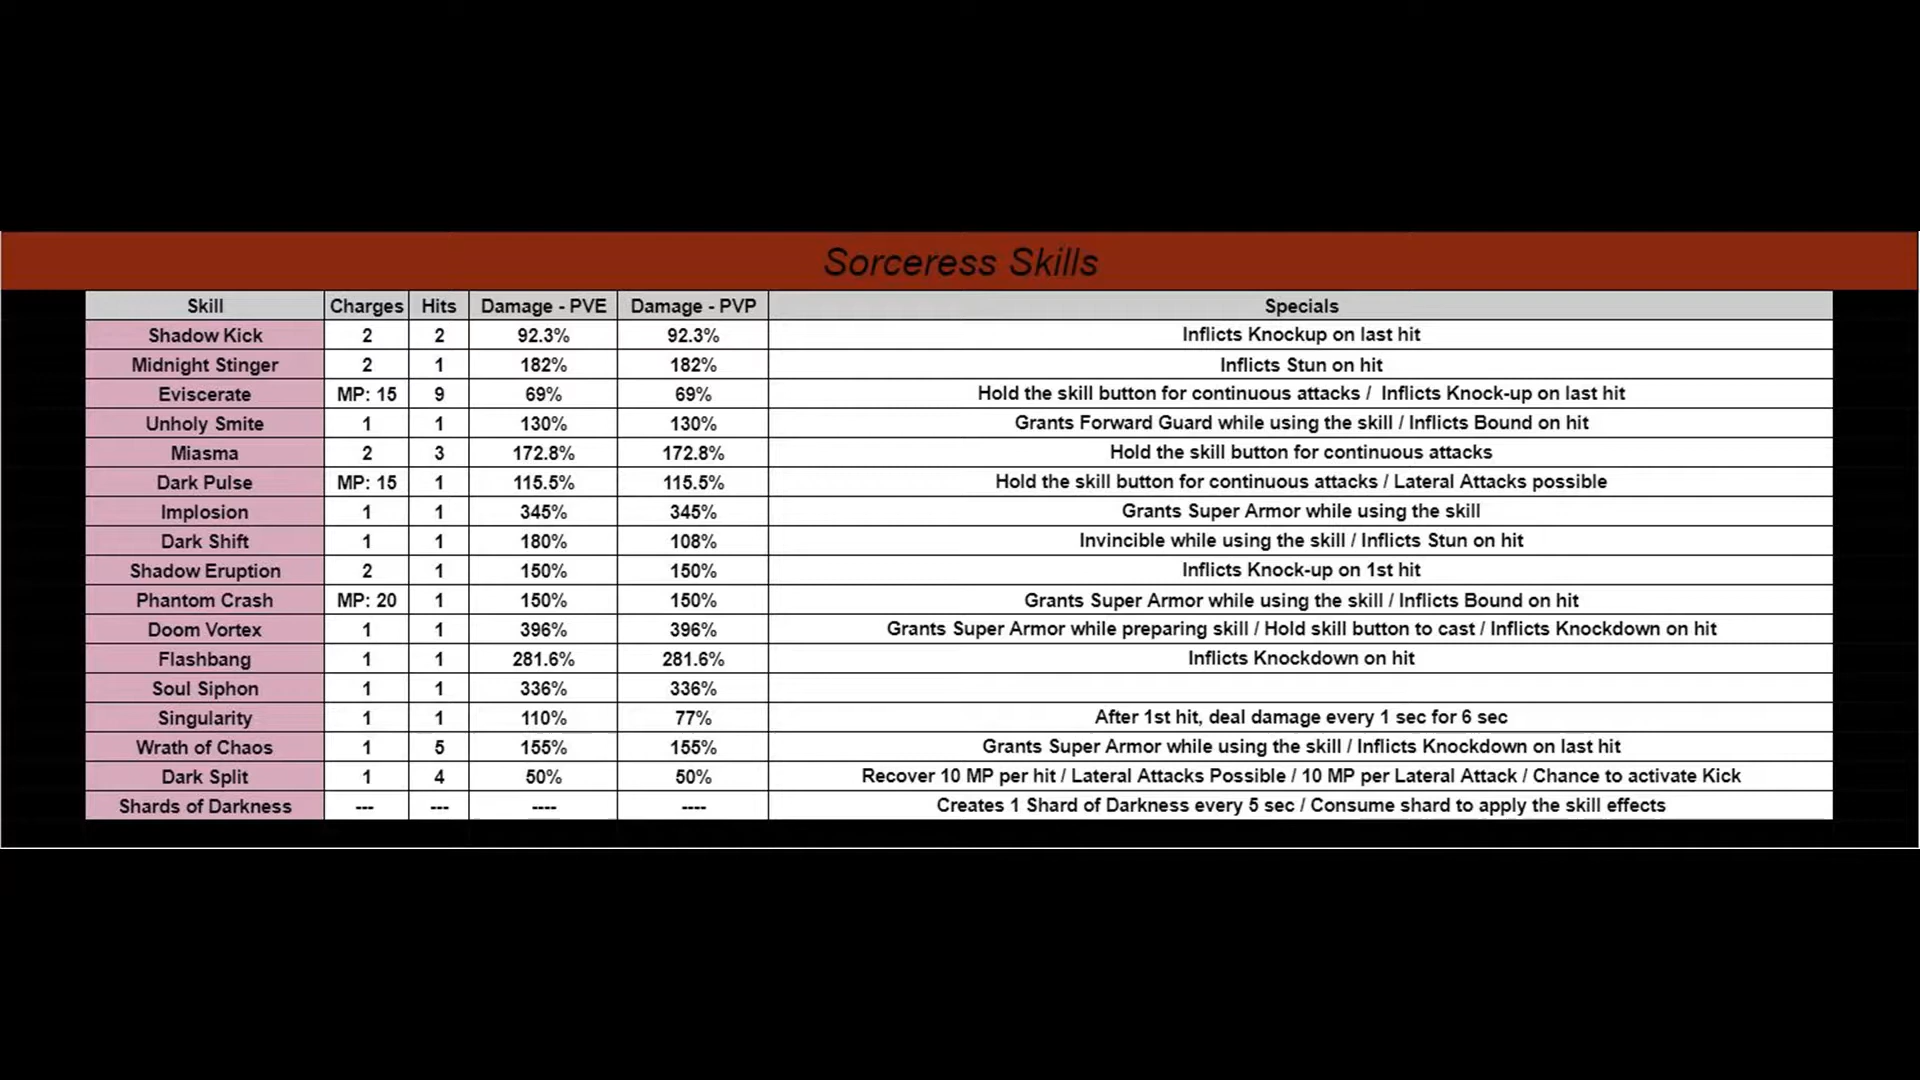 Sorceress Skills
Skill Charges Hits Damage - PVE Damage - PVP Specials
Shadow Kick 2 2 92.3% 92.3% Inflicts Knockup on last hit
Midnight Stinger 2 1 182% 182% Inflicts Stun on hit
Eviscerate MP: 15 9 69% 69% Hold the skill button for continuous attacks / Inflicts Knock-up on last hit
Unholy Smite 1 1 130% 130% Grants Forward Guard while using the skill / Inflicts Bound on hit
Miasma 2 3 172.8% 172.8% Hold the skill button for continuous attacks
Dark Pulse MP: 15 1 115.5% 115.5% Hold the skill button for continuous attacks / Lateral Attacks possible
Implosion 1 1 345% 345% Grants Super Armor while using the skill
Dark Shift 1 1 180% 108% Invincible while using the skill / Inflicts Stun on hit
Shadow Eruption 2 1 150% 150% Inflicts Knock-up on 1st hit
Phantom Crash MP: 20 1 150% 150% Grants Super Armor while using the skill / Inflicts Bound on hit
Doom Vortex 1 1 396% 396% Grants Super Armor while preparing skill / Hold skill button to cast / Inflicts Knockdown on hit
Flashbang 1 1 281.6% 281.6% Inflicts Knockdown on hit
Soul Siphon 1 1 336% 336%
Singularity 1 1 110% 77% After 1st hit, deal damage every 1 sec for 6 sec
Wrath of Chaos 1 5 155% 155% Grants Super Armor while using the skill / Inflicts Knockdown on last hit
Dark Split 1 4 50% 50% Recover 10 MP per hit / Lateral Attacks Possible / 10 MP per Lateral Attack / Chance to activate Kick
Shards of Darkness --- --- ---- ---- Creates 1 Shard of Darkness every 5 sec / Consume shard to apply the skill effects